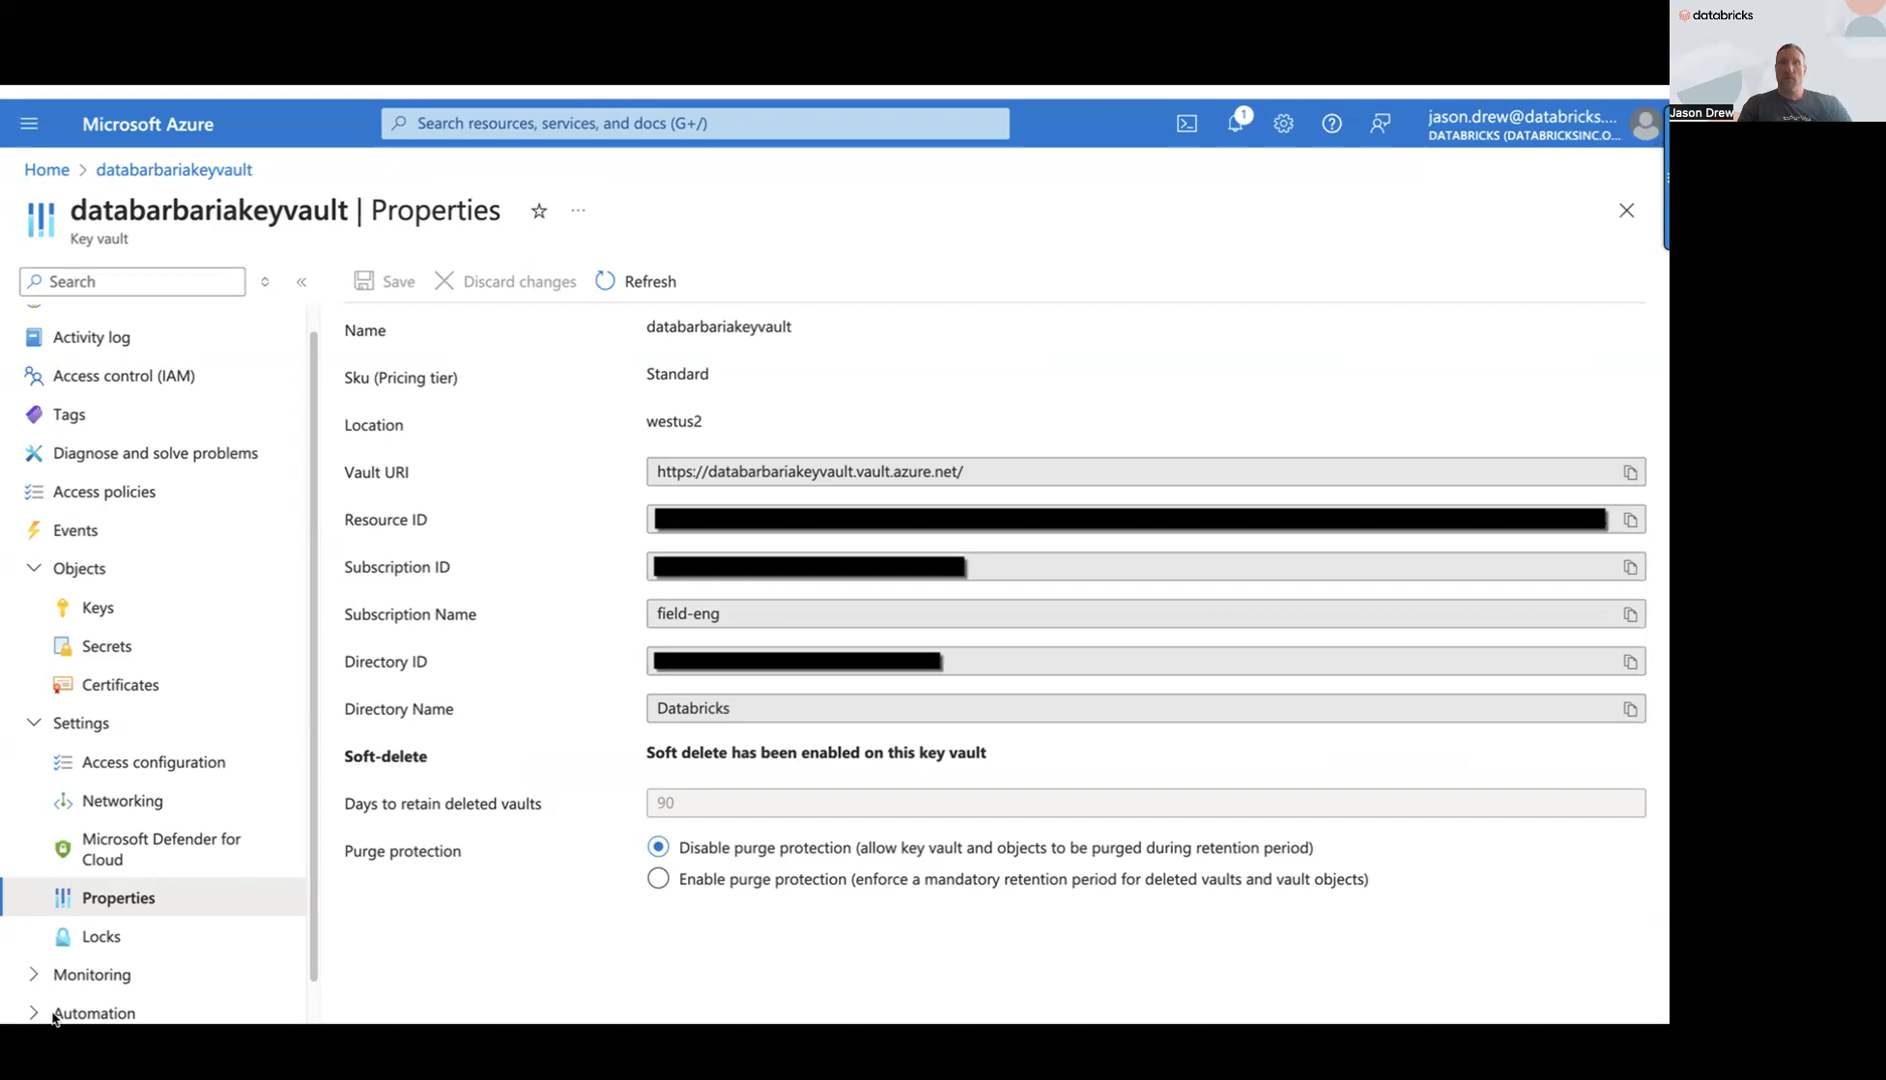 databricks
Jason Drew
Microsoft Azure
Search resources, services, and docs (G+/)
1
jason.drew@databricks....
DATABRICKS (DATABRICKSINC.O...
Home > databarbariakeyvault
databarbariakeyvault | Properties
Key vault
Search
Save
Discard changes
Refresh
Activity log
Access control (IAM)
Tags
Diagnose and solve problems
Access policies
Events
Objects
Keys
Secrets
Certificates
Settings
Access configuration
Networking
Microsoft Defender for
Cloud
Properties
Locks
Monitoring
Automation
Name
databarbariakeyvault
Sku (Pricing tier)
Standard
Location
westus2
Vault URI
https://databarbariakeyvault.vault.azure.net/
Resource ID
Subscription ID
Subscription Name
field-eng
Directory ID
Directory Name
Databricks
Soft-delete
Soft delete has been enabled on this key vault
Days to retain deleted vaults
90
Purge protection
Disable purge protection (allow key vault and objects to be purged during retention period)
Enable purge protection (enforce a mandatory retention period for deleted vaults and vault objects)